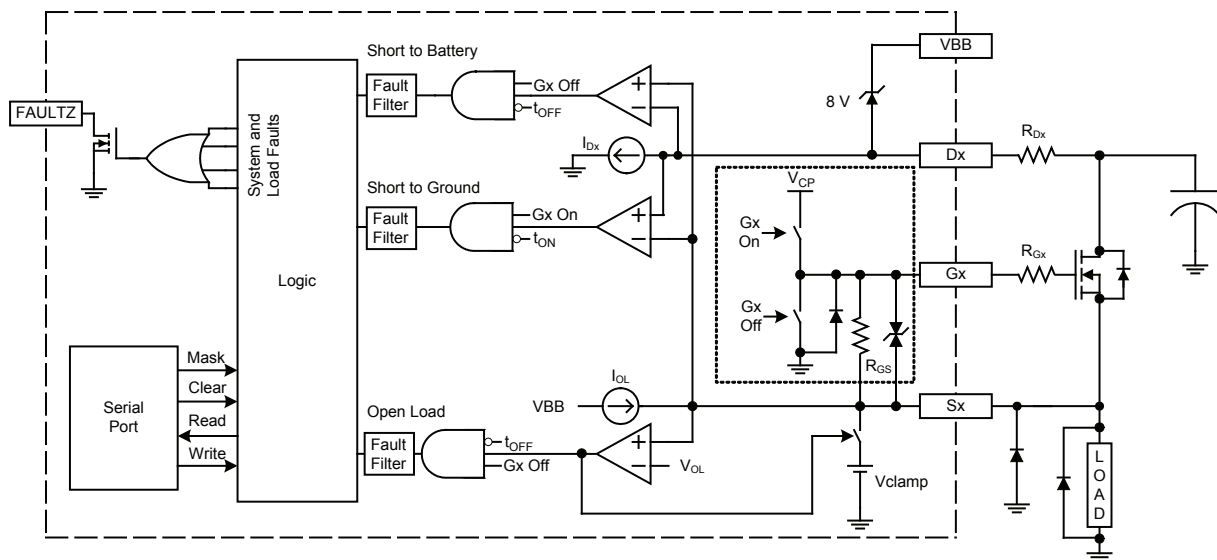 VBB
Short to Battery
Fault
Filter
Gx Off
tOFF
8 V
FAULTZ
System and
Load Faults
IDx
RDx
Dx
VCP
Short to Ground
Fault
Filter
Gx On
tON
Gx
On
RGx
Gx
Logic
Gx
Off
RGS
Mask
Clear
Read
Write
Serial
Port
IOL
VBB
Sx
Open Load
Fault
Filter
tOFF
Gx Off
VOL
Vclamp
LOAD